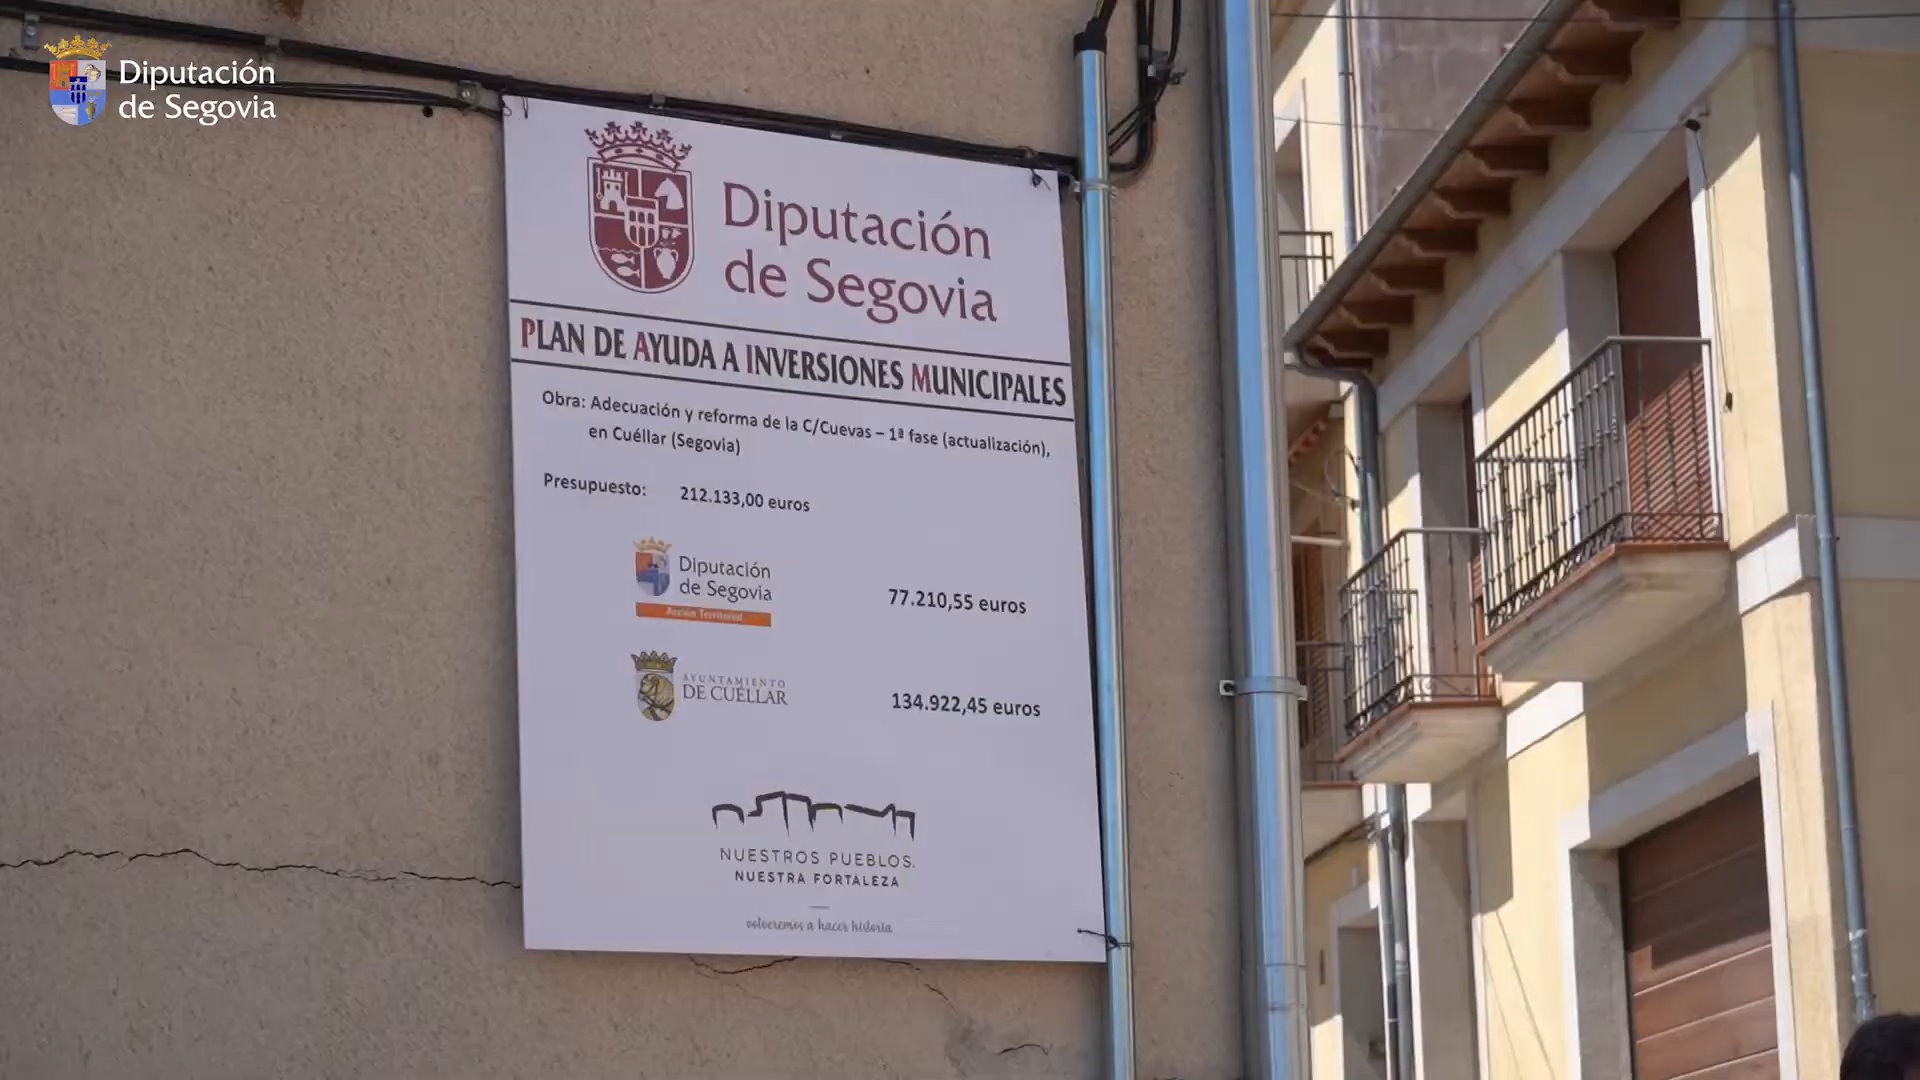 Diputación
de Segovia
Diputación
de Segovia
PLAN DE AYUDA A INVERSIONES MUNICIPALES
Obra: Adecuación y reforma de la C/Cuevas – 1ª fase (actualización),
en Cuéllar (Segovia)
Presupuesto: 212.133,00 euros
Diputación
de Segovia
Acción Territorial
77.210,55 euros
AYUNTAMIENTO
DE CUÉLLAR
134.922,45 euros
NUESTROS PUEBLOS.
NUESTRA FORTALEZA
volveremos a hacer historia